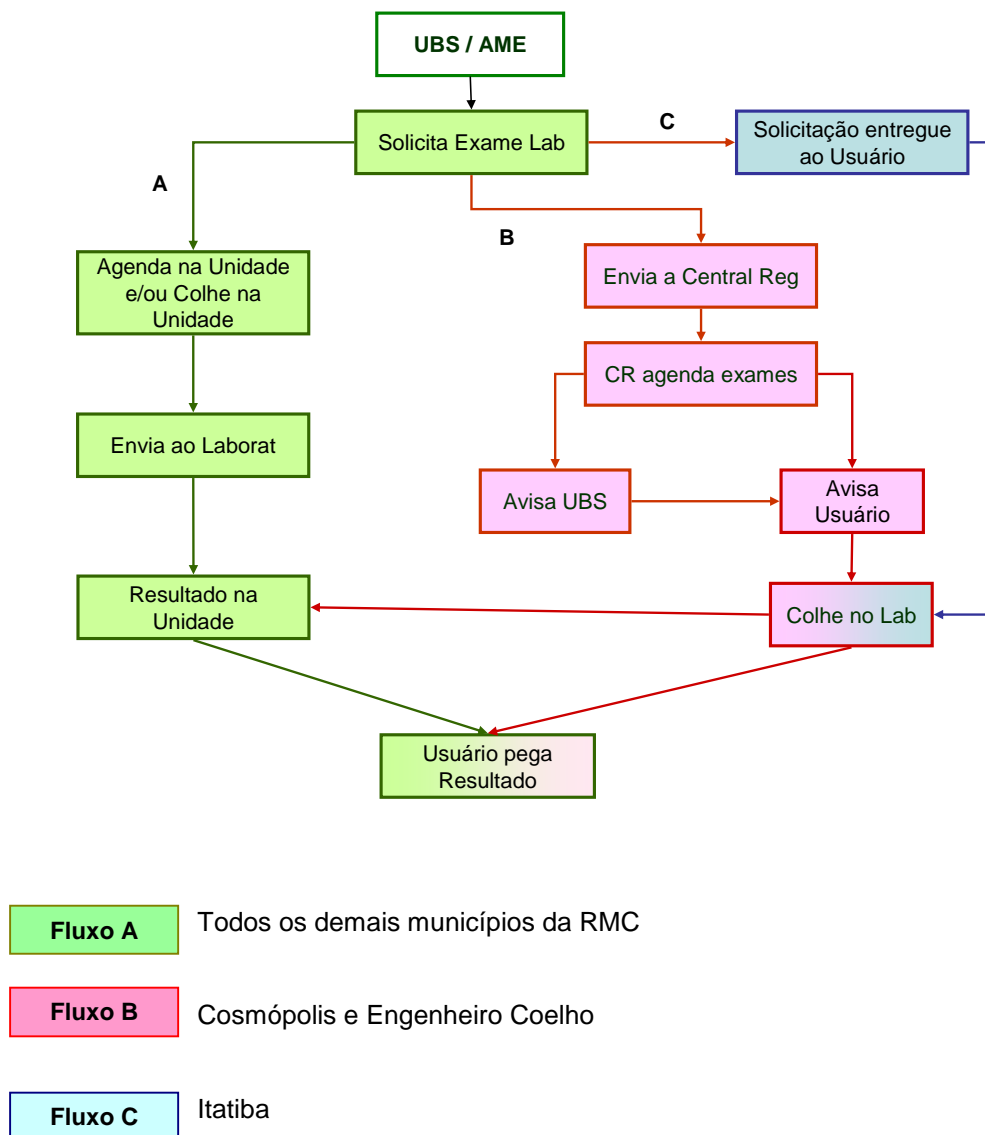 UBS / AME
C
Solicita Exame Lab
Solicitação entregue
ao Usuário
A
B
Agenda na Unidade
e/ou Colhe na
Unidade
Envia a Central Reg
CR agenda exames
Envia ao Laborat
Avisa UBS
Avisa
Usuário
Resultado na
Unidade
Colhe no Lab
Usuário pega
Resultado
Fluxo A
Todos os demais municípios da RMC
Fluxo B
Cosmópolis e Engenheiro Coelho
Fluxo C
Itatiba